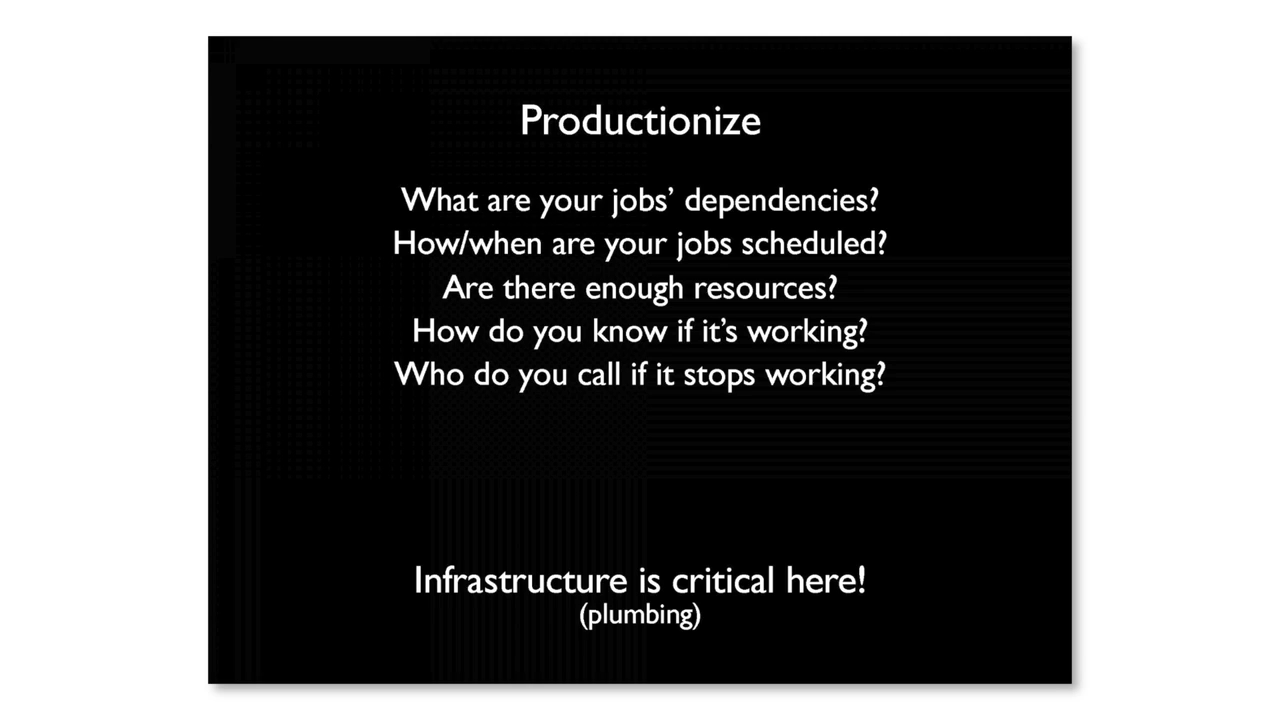 Productionize
What are your jobs’ dependencies?
How/when are your jobs scheduled?
Are there enough resources?
How do you know if it’s working?
Who do you call if it stops working?
Infrastructure is critical here!
(plumbing)